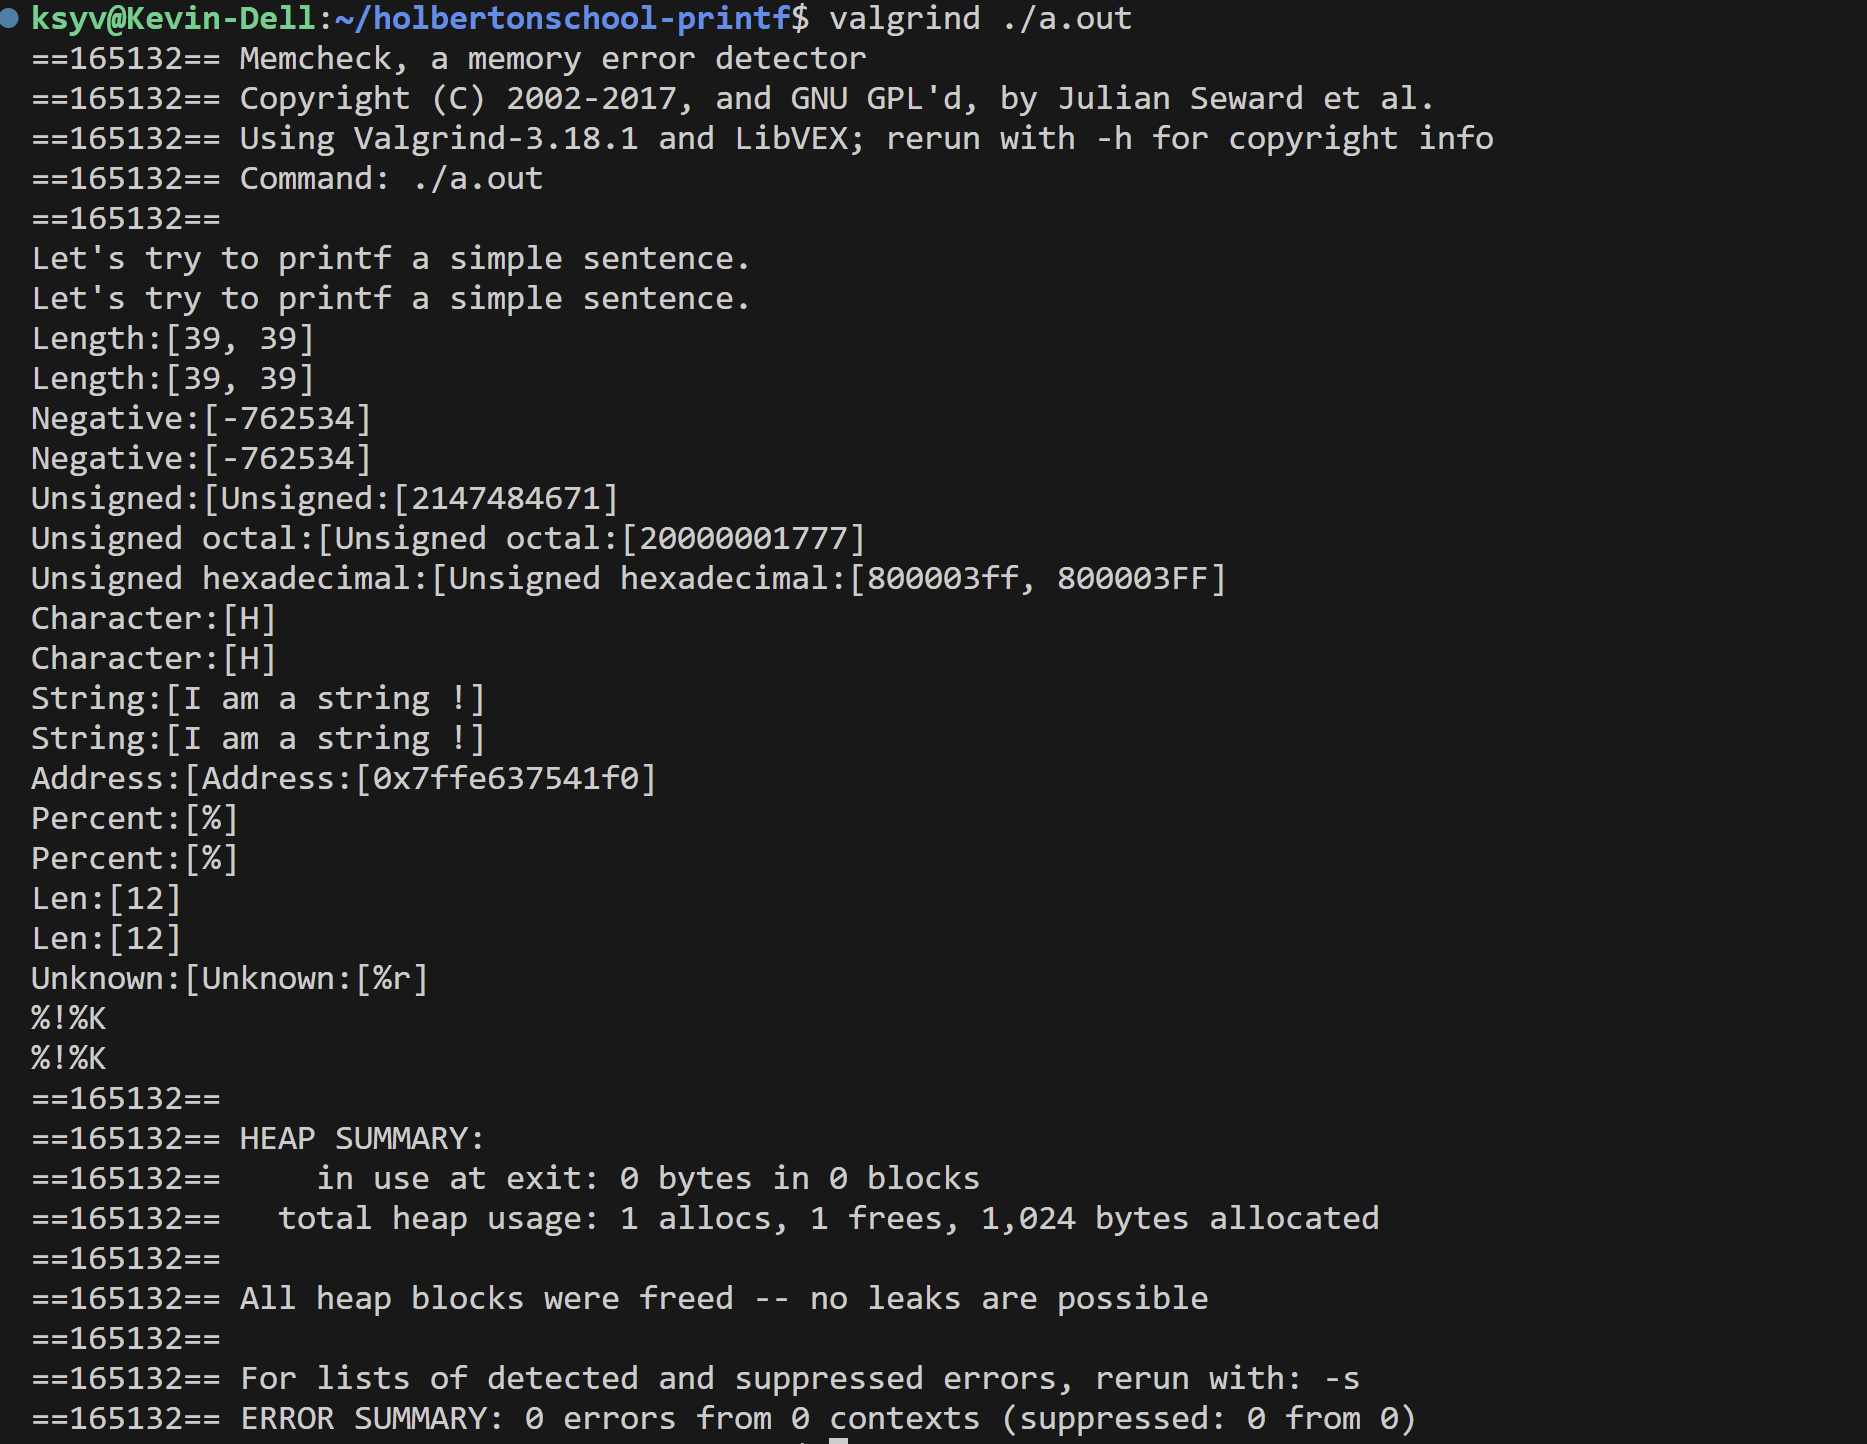 ksyv@Kevin-Dell:~/holbertonschool-printf$ valgrind ./a.out
==165132== Memcheck, a memory error detector
==165132== Copyright (C) 2002-2017, and GNU GPL'd, by Julian Seward et al.
==165132== Using Valgrind-3.18.1 and LibVEX; rerun with -h for copyright info
==165132== Command: ./a.out
==165132==
Let's try to printf a simple sentence.
Let's try to printf a simple sentence.
Length:[39, 39]
Length:[39, 39]
Negative:[-762534]
Negative:[-762534]
Unsigned:[Unsigned:[2147484671]
Unsigned octal:[Unsigned octal:[20000001777]
Unsigned hexadecimal:[Unsigned hexadecimal:[800003ff, 800003FF]
Character:[H]
Character:[H]
String:[I am a string !]
String:[I am a string !]
Address:[Address:[0x7ffe637541f0]
Percent:[%]
Percent:[%]
Len:[12]
Len:[12]
Unknown:[Unknown:[%r]
%!%K
%!%K
==165132==
==165132== HEAP SUMMARY:
==165132==     in use at exit: 0 bytes in 0 blocks
==165132==   total heap usage: 1 allocs, 1 frees, 1,024 bytes allocated
==165132==
==165132== All heap blocks were freed -- no leaks are possible
==165132==
==165132== For lists of detected and suppressed errors, rerun with: -s
==165132== ERROR SUMMARY: 0 errors from 0 contexts (suppressed: 0 from 0)